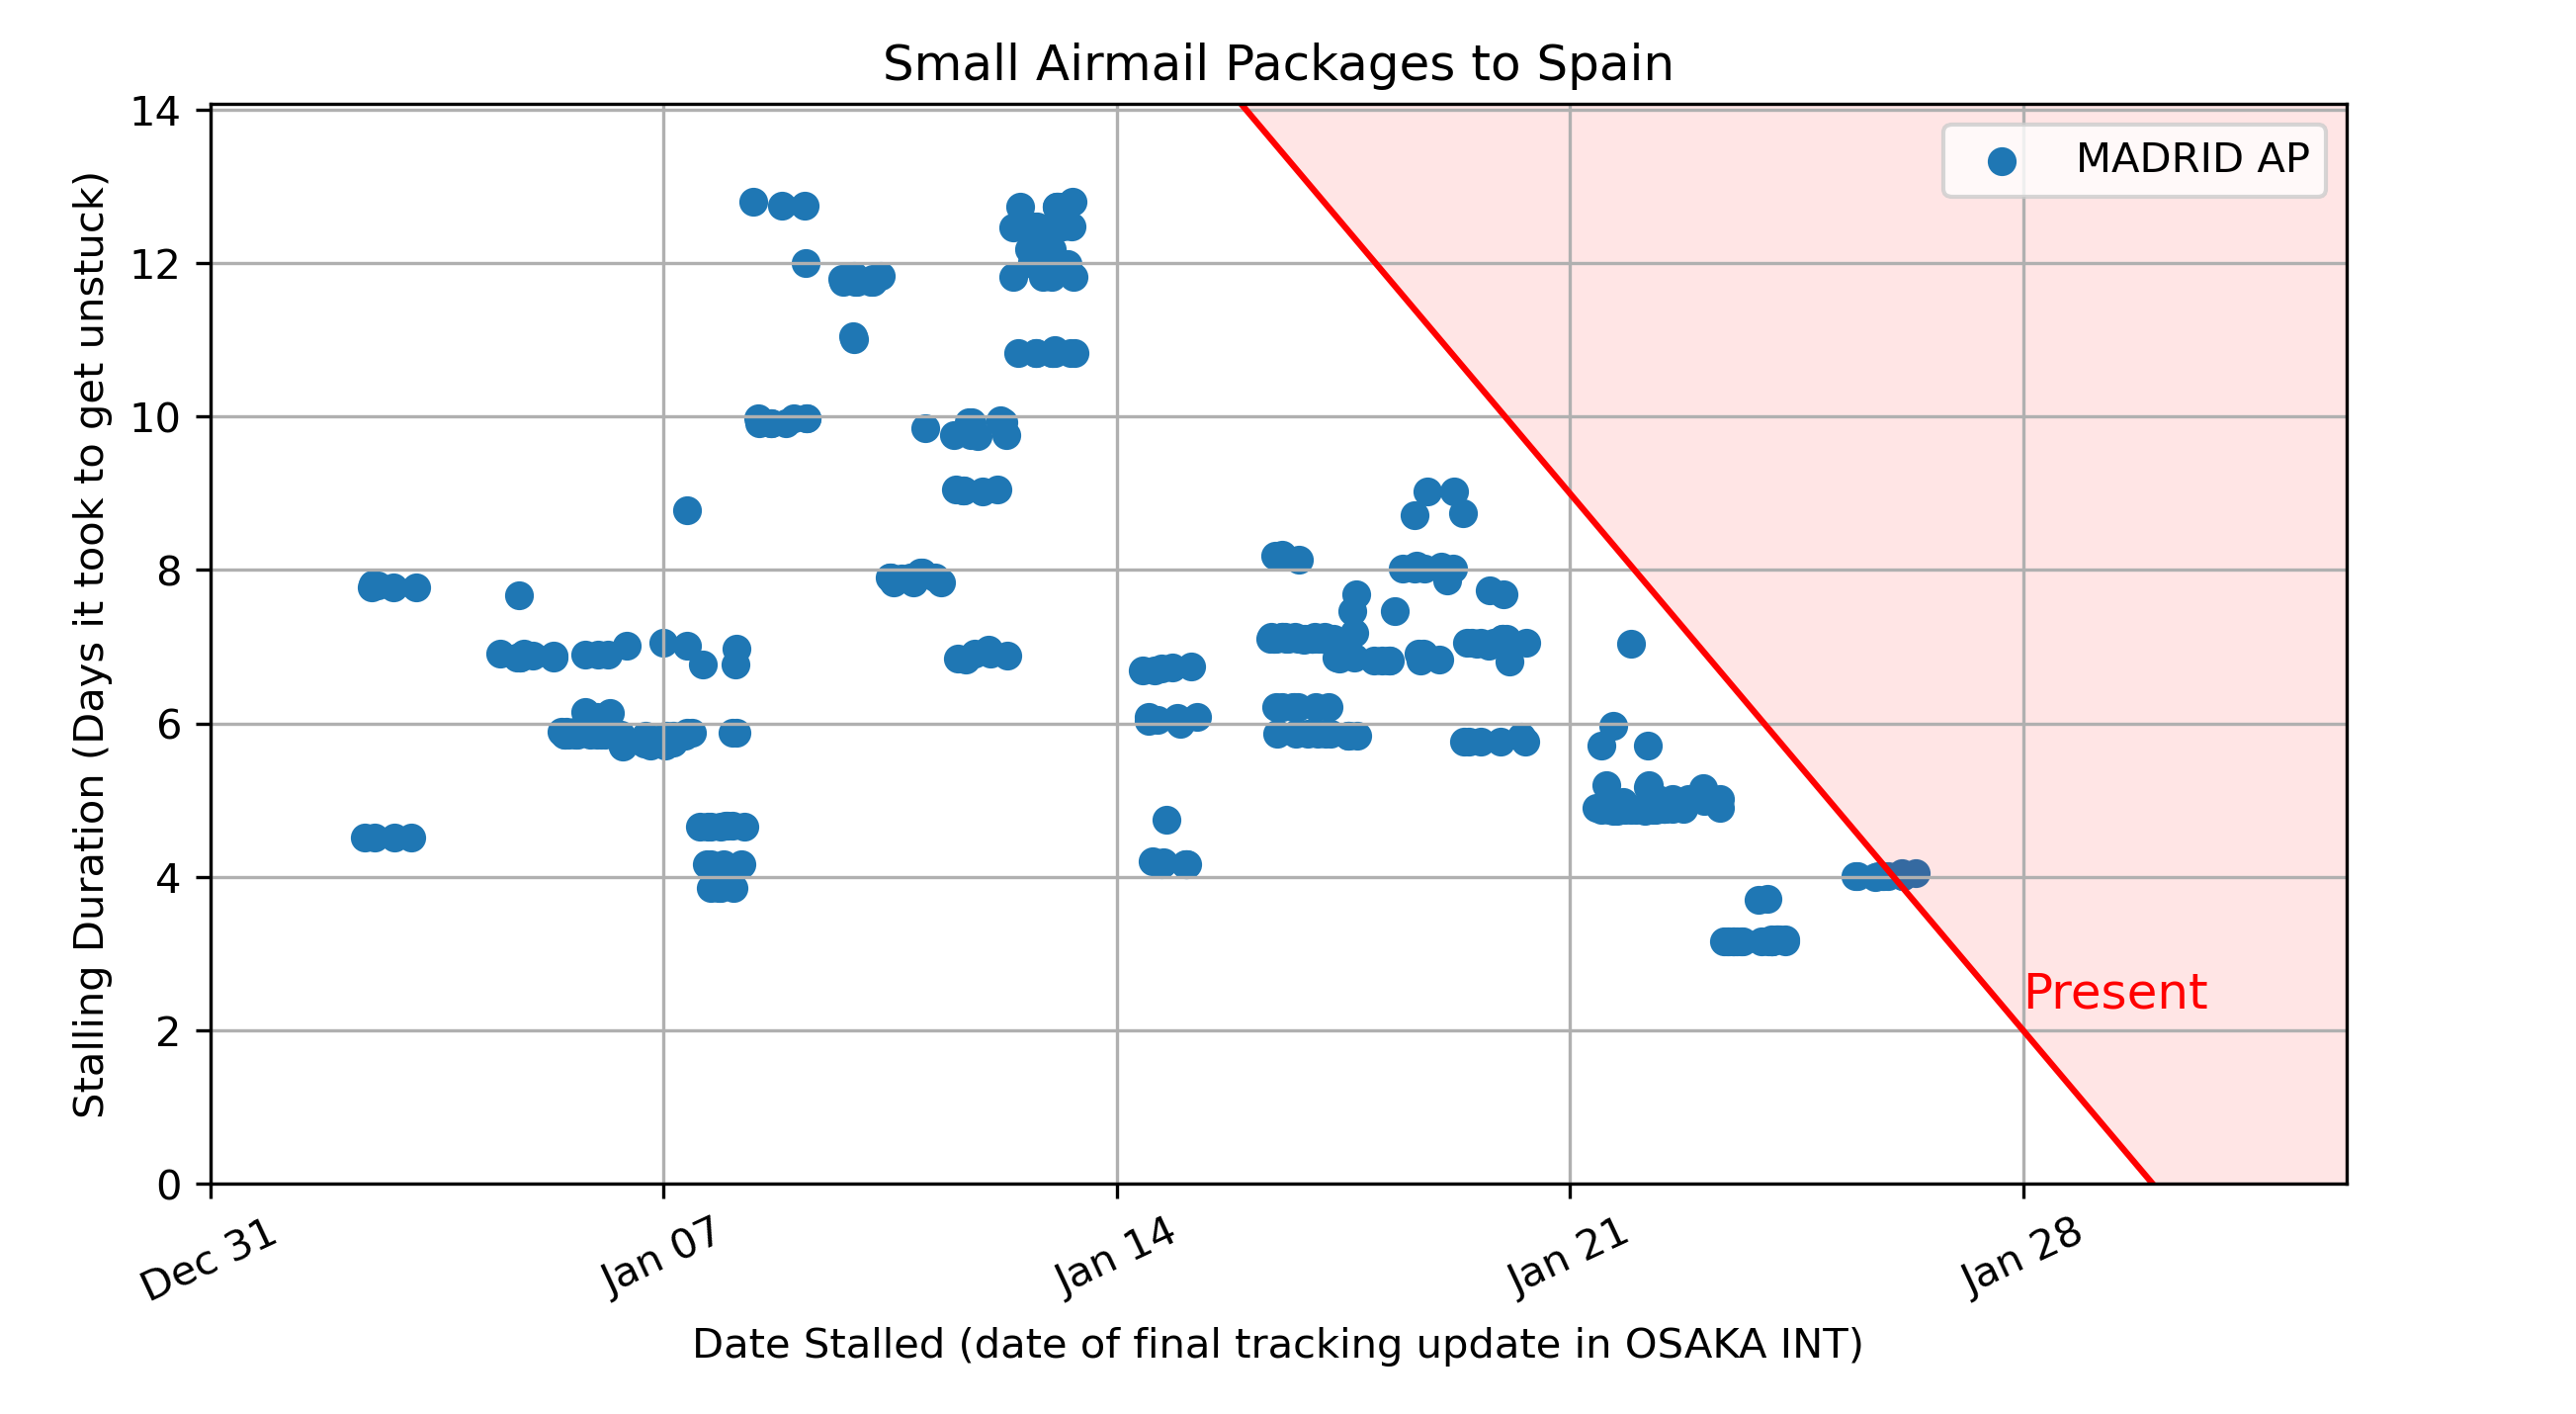 Small Airmail Packages to Spain
MADRID AP
Stalling Duration (Days it took to get unstuck)
14
12
10
8
6
4
2
0
Present
Dec 31
Jan 07
Jan 14
Jan 21
Jan 28
Date Stalled (date of final tracking update in OSAKA INT)